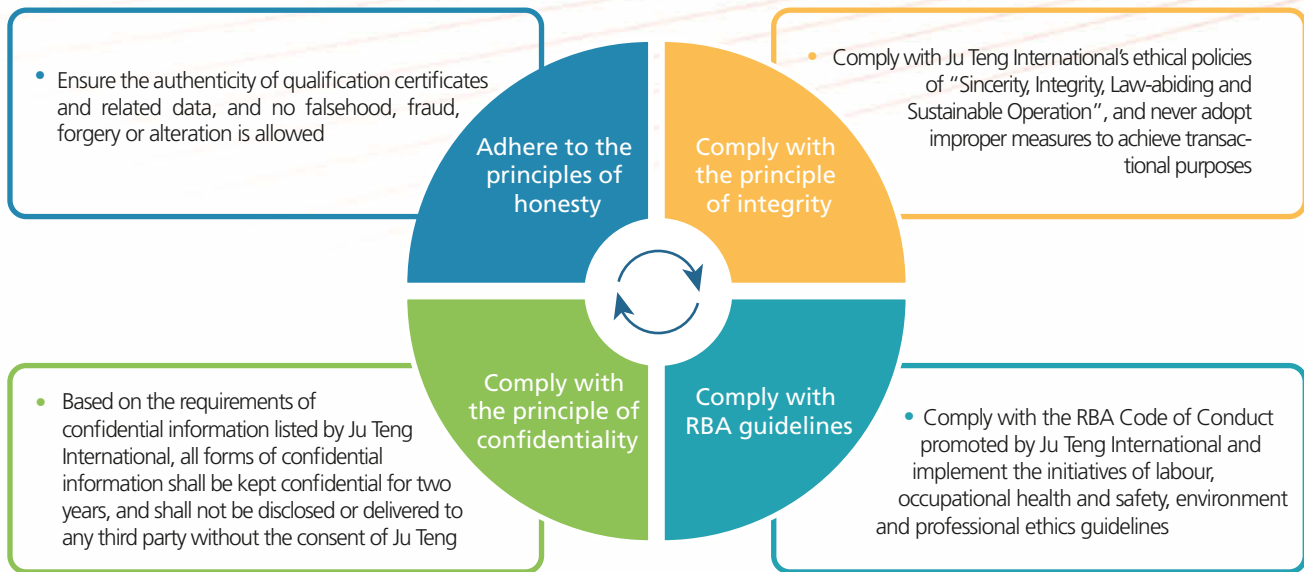 • Ensure the authenticity of qualification certificates
and related data, and no falsehood, fraud,
forgery or alteration is allowed
Adhere to the
principles of
honesty
Comply with
the principle
of integrity
• Comply with Ju Teng International’s ethical policies
of “Sincerity, Integrity, Law-abiding and
Sustainable Operation”, and never adopt
improper measures to achieve transac-
tional purposes
• Based on the requirements of
confidential information listed by Ju Teng
International, all forms of confidential
information shall be kept confidential for two
years, and shall not be disclosed or delivered to
any third party without the consent of Ju Teng
Comply with
the principle of
confidentiality
Comply with
RBA guidelines
• Comply with the RBA Code of Conduct
promoted by Ju Teng International and
implement the initiatives of labour,
occupational health and safety, environment
and professional ethics guidelines